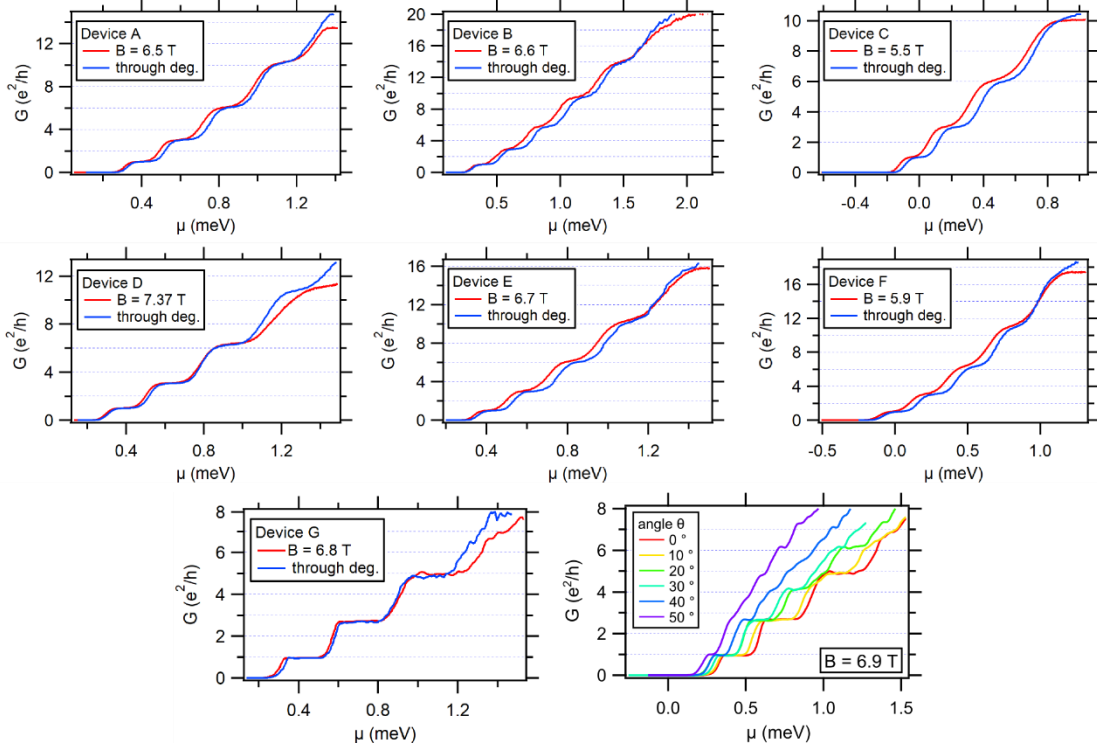 Device A
B = 6.5 T
through deg.
G (e²/h)
12
8
4
0
0.4
0.8
1.2
μ (meV)
Device B
B = 6.6 T
through deg.
G (e²/h)
20
16
12
8
4
0
0.5
1.0
1.5
2.0
μ (meV)
Device C
B = 5.5 T
through deg.
G (e²/h)
10
8
6
4
2
0
-0.4
0.0
0.4
0.8
μ (meV)
Device D
B = 7.37 T
through deg.
G (e²/h)
12
8
4
0
0.4
0.8
1.2
μ (meV)
Device E
B = 6.7 T
through deg.
G (e²/h)
16
12
8
4
0
0.4
0.8
1.2
μ (meV)
Device F
B = 5.9 T
through deg.
G (e²/h)
16
12
8
4
0
-0.5
0.0
0.5
1.0
μ (meV)
Device G
B = 6.8 T
through deg.
G (e²/h)
8
6
4
2
0
0.4
0.8
1.2
μ (meV)
angle θ
0 °
10 °
20 °
30 °
40 °
50 °
B = 6.9 T
G (e²/h)
8
6
4
2
0
0.0
0.5
1.0
1.5
μ (meV)